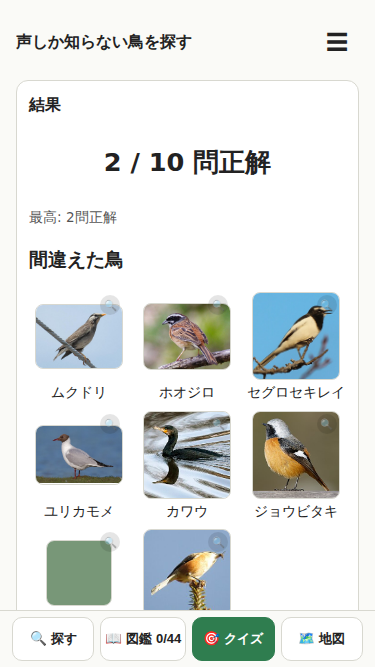 声しか知らない鳥を探す
☰
結果
2 / 10 問正解
最高: 2問正解
間違えた鳥
ムクドリ ホオジロ セグロセキレイ
ユリカモメ カワウ ジョウビタキ
🔍 探す 📖 図鑑 0/44 🎯 クイズ 🗺️ 地図